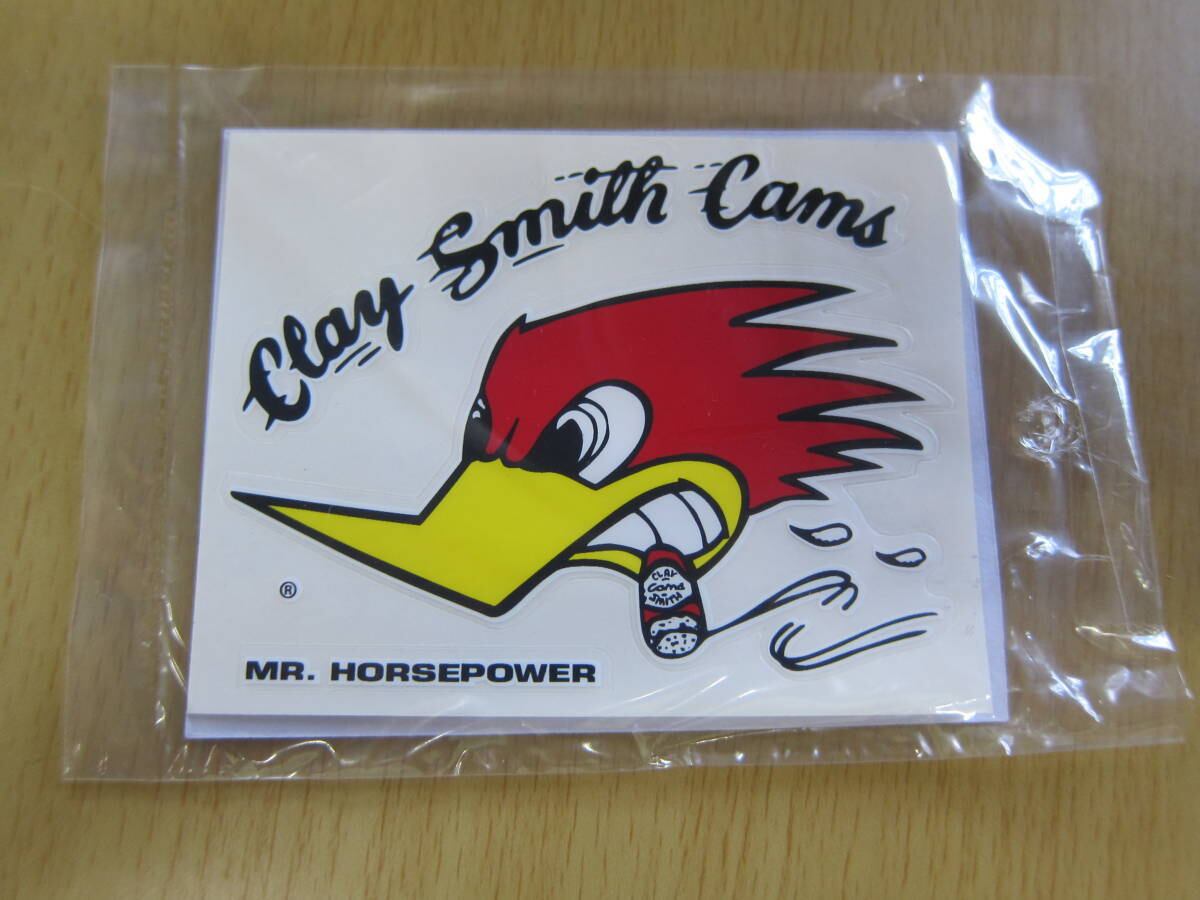 Clay Smith Cams
CLAY
Cams
SMITH
®
MR. HORSEPOWER